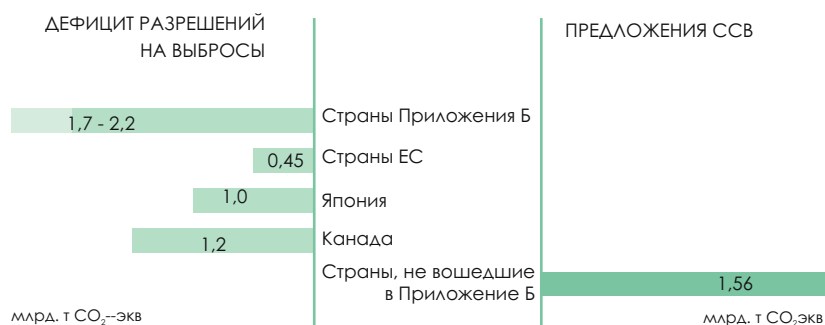 ДЕФИЦИТ РАЗРЕШЕНИЙ
НА ВЫБРОСЫ
ПРЕДЛОЖЕНИЯ ССВ
1,7 - 2,2
Страны Приложения Б
0,45
Страны ЕС
1,0
Япония
1,2
Канада
Страны, не вошедшие
в Приложение Б
1,56
млрд. т CO₂--экв
млрд. т CO₂экв